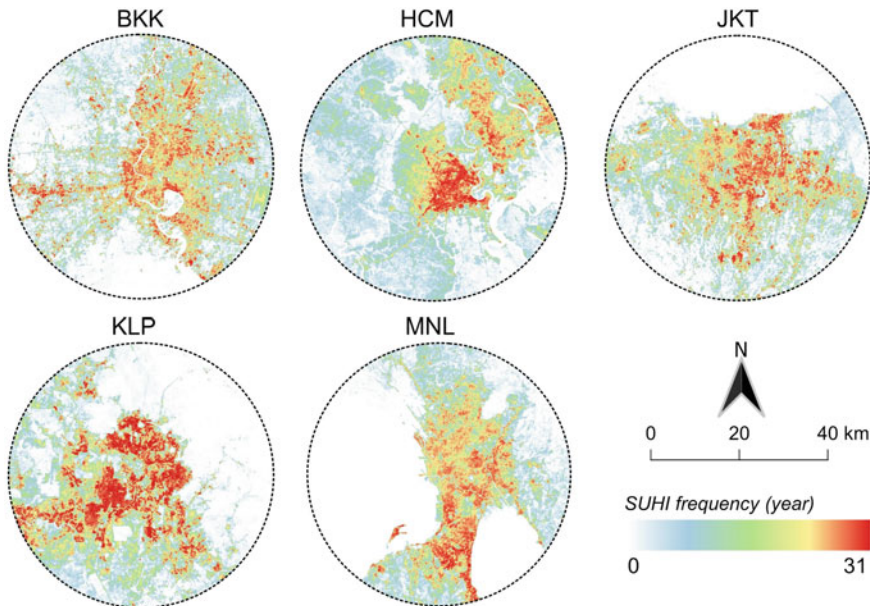 BKK
HCM
JKT
KLP
MNL
N
0 20 40 km
SUHI frequency (year)
0 31